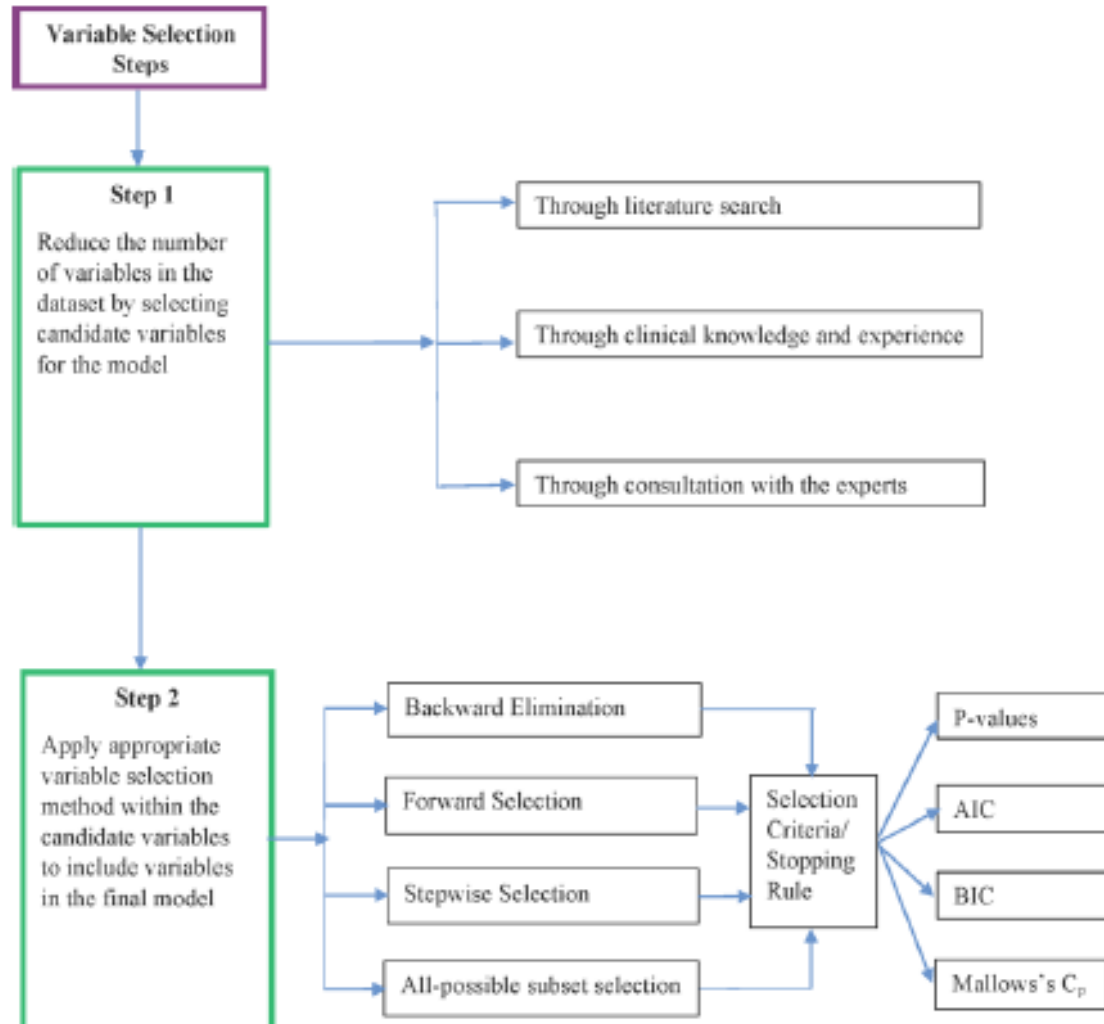 Variable Selection
Steps
Step 1
Reduce the number
of variables in the
dataset by selecting
candidate variables
for the model
Through literature search
Through clinical knowledge and experience
Through consultation with the experts
Step 2
Apply appropriate
variable selection
method within the
candidate variables
to include variables
in the final model
Backward Elimination
Forward Selection
Stepwise Selection
All-possible subset selection
Selection
Criteria/
Stopping
Rule
P-values
AIC
BIC
Mallows's Cₚ